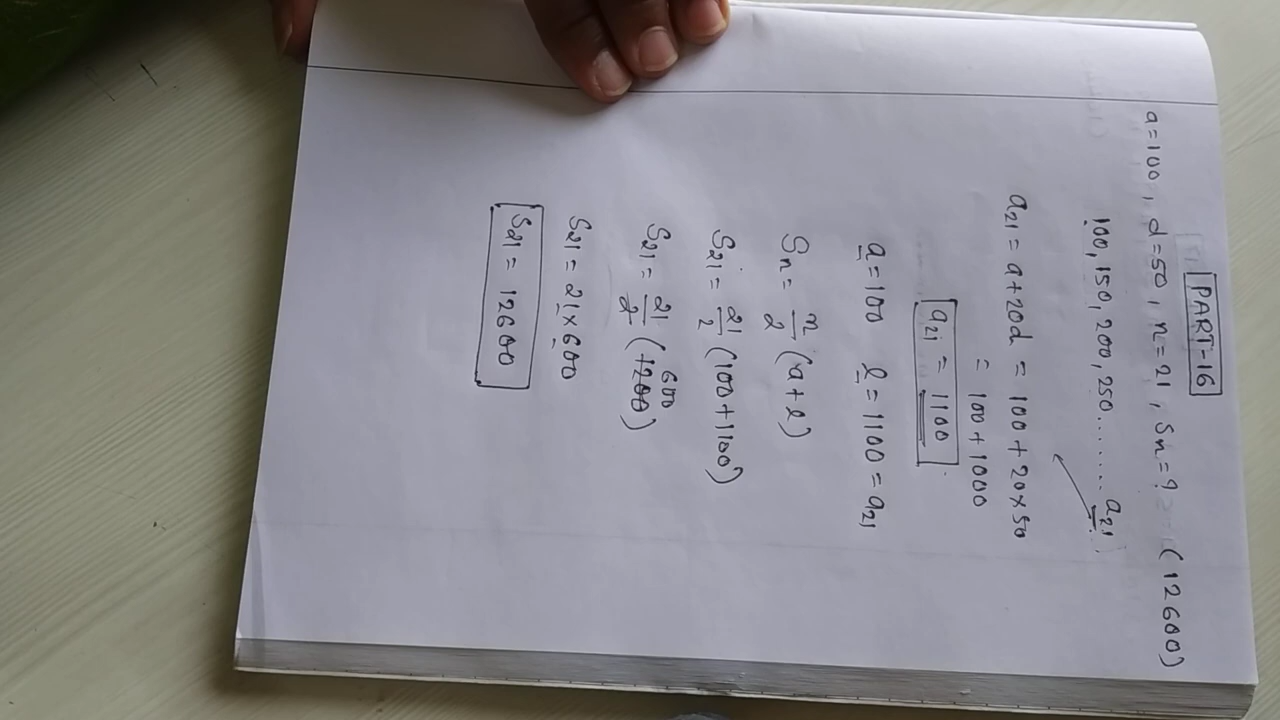 PART-16
a=100, d=50, n=21, Sn=? (12600)
100, 150, 200, 250....... a21
a21 = a+20d = 100 + 20×50
= 100+1000
a21 = 1100
a=100 l=1100=a21
Sn = n/2 (a+l)
S21 = 21/2 (100+1100)
S21 = 21/2 (1200) 600
S21 = 21×600
S21 = 12600